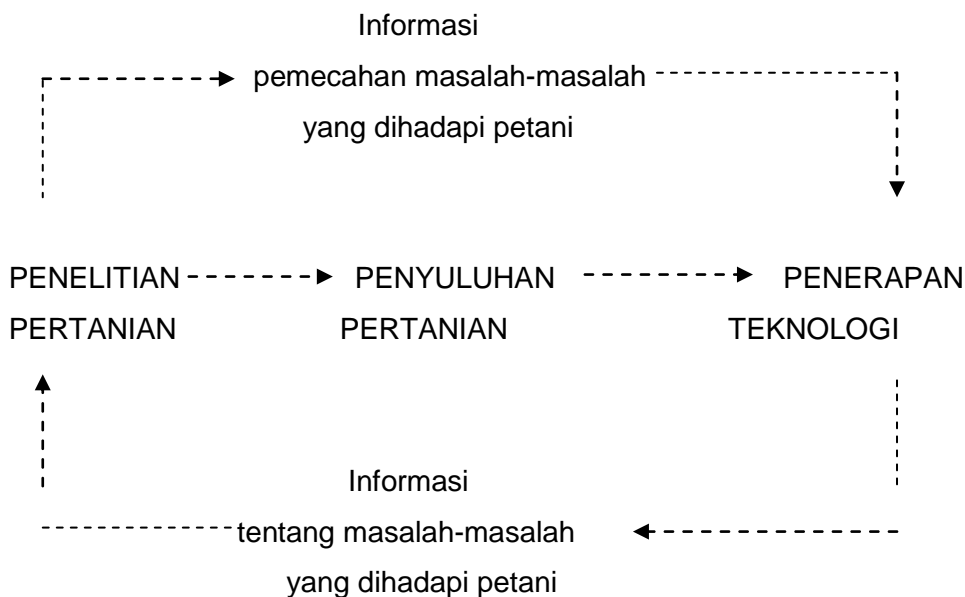 Informasi
pemecahan masalah-masalah
yang dihadapi petani
PENELITIAN PENYULUHAN PENERAPAN
PERTANIAN PERTANIAN TEKNOLOGI
Informasi
tentang masalah-masalah
yang dihadapi petani